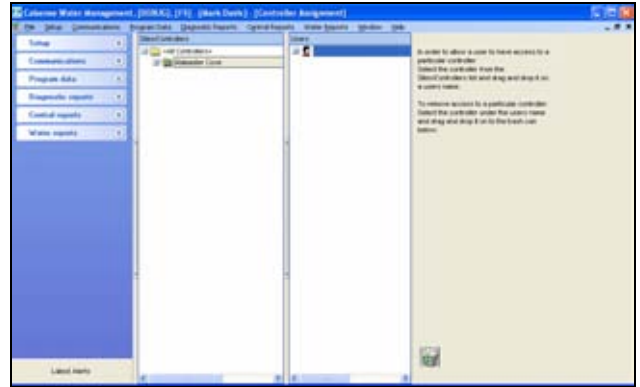 Calsense Water Management. [DEBUG]; [F5] [Mark Davis] - [Controller Assignment]
File Setup Communications Program Data Diagnostic Reports Central Reports Water Reports Window Help
Setup
Communications
Program data
Diagnostic reports
Central reports
Water reports
Latest Alerts
Sites/Controllers
<All Controllers>
Users
In order to allow a user to have access to a
particular controller
Select the controller from the
Sites/Controllers list and drag and drop it on
a users name.
To remove access to a particular controller
Select the controller under the users name
and drag and drop it on to the trash can
below.